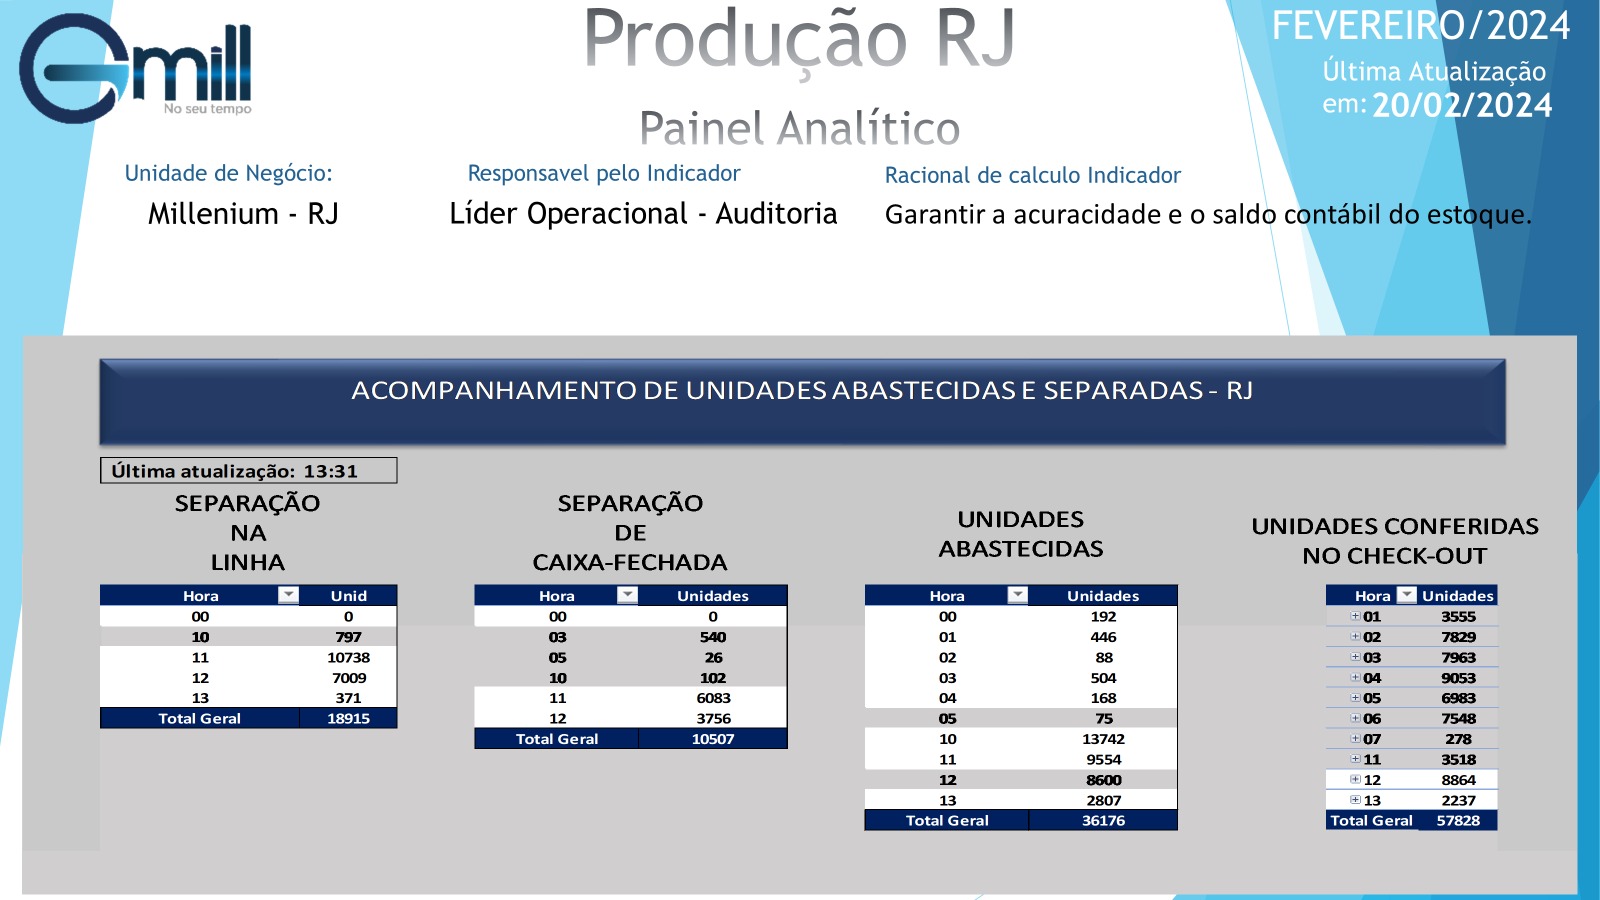 Gmill
No seu tempo
Produção RJ
Painel Analítico
FEVEREIRO/2024
Última Atualização
em: 20/02/2024
Unidade de Negócio:
Millenium - RJ
Responsavel pelo Indicador
Líder Operacional - Auditoria
Racional de calculo Indicador
Garantir a acuracidade e o saldo contábil do estoque.
ACOMPANHAMENTO DE UNIDADES ABASTECIDAS E SEPARADAS - RJ
Última atualização: 13:31
SEPARAÇÃO
NA
LINHA
Hora Unid
00 0
10 797
11 10738
12 7009
13 371
Total Geral 18915
SEPARAÇÃO
DE
CAIXA-FECHADA
Hora Unidades
00 0
03 540
05 26
10 102
11 6083
12 3756
Total Geral 10507
UNIDADES
ABASTECIDAS
Hora Unidades
00 192
01 446
02 88
03 504
04 168
05 75
10 13742
11 9554
12 8600
13 2807
Total Geral 36176
UNIDADES CONFERIDAS
NO CHECK-OUT
Hora Unidades
01 3555
02 7829
03 7963
04 9053
05 6983
06 7548
07 278
11 3518
12 8864
13 2237
Total Geral 57828